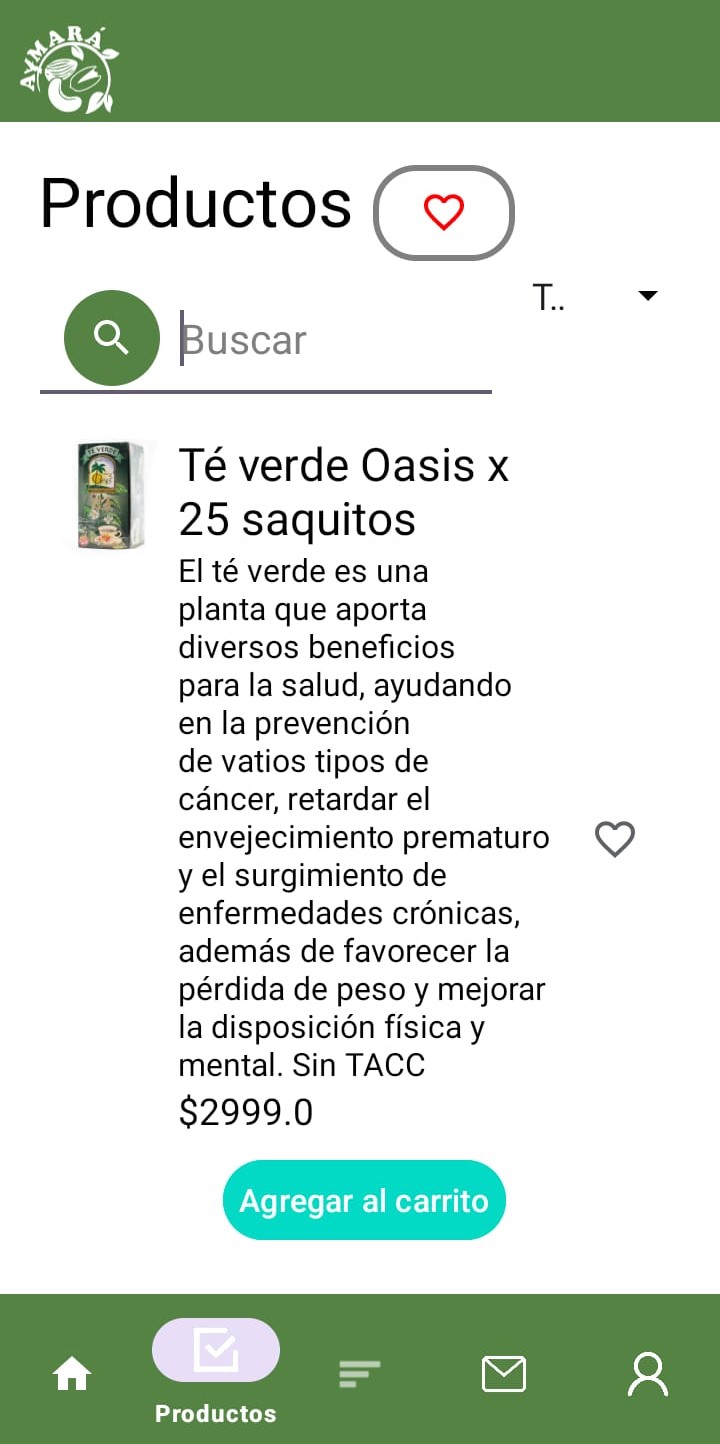 AYMARÁ
Productos
T..
Buscar
TÉ VERDE
Té verde Oasis x
25 saquitos
El té verde es una
planta que aporta
diversos beneficios
para la salud, ayudando
en la prevención
de vatios tipos de
cáncer, retardar el
envejecimiento prematuro
y el surgimiento de
enfermedades crónicas,
además de favorecer la
pérdida de peso y mejorar
la disposición física y
mental. Sin TACC
$2999.0
Agregar al carrito
Productos